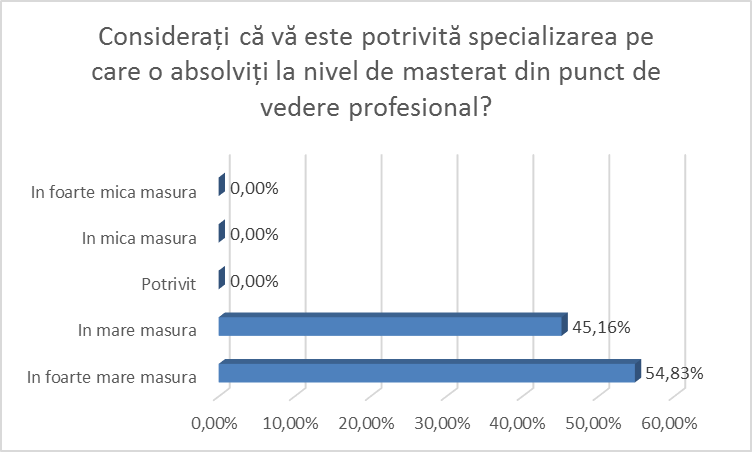 Considerați că vă este potrivită specializarea pe
care o absolviți la nivel de masterat din punct de
vedere profesional?
In foarte mica masura 0,00%
In mica masura 0,00%
Potrivit 0,00%
In mare masura 45,16%
In foarte mare masura 54,83%
0,00% 10,00% 20,00% 30,00% 40,00% 50,00% 60,00%